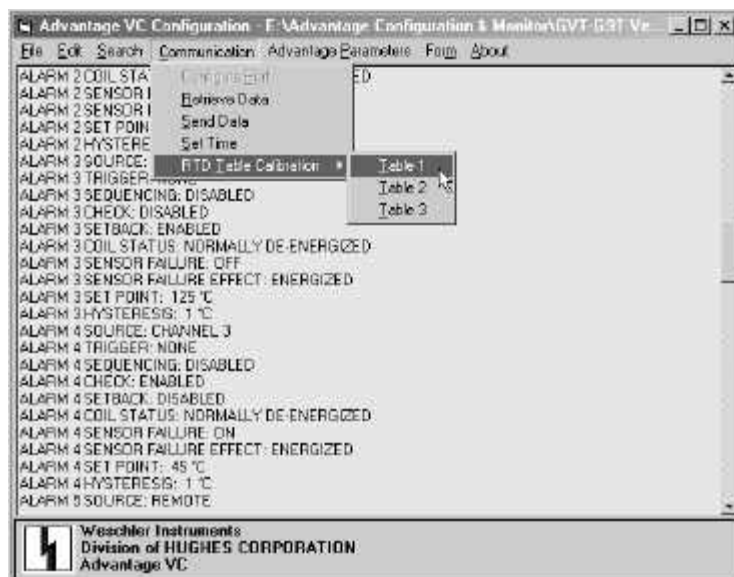 Advantage VC Configuration - E:\Advantage Configuration & Monitor\GVT-GST Ve...
File Edit Search Communication Advantage Parameters Form About
ALARM 2 COIL STA
ED
ALARM 2 SENSOR
ALARM 2 SENSOR
ALARM 2 SET POIN
ALARM 2 HYSTERE
ALARM 3 SOURCE:
Configure Port
Retrieve Data
Send Data
Set Time
RTD Table Calibration
Table 1
Table 2
Table 3
ALARM 3 TRIGGER: NONE
ALARM 3 SEQUENCING: DISABLED
ALARM 3 CHECK: DISABLED
ALARM 3 SETBACK: ENABLED
ALARM 3 COIL STATUS: NORMALLY DE-ENERGIZED
ALARM 3 SENSOR FAILURE: OFF
ALARM 3 SENSOR FAILURE EFFECT: ENERGIZED
ALARM 3 SET POINT: 125 °C
ALARM 3 HYSTERESIS: 1 °C
ALARM 4 SOURCE: CHANNEL 3
ALARM 4 TRIGGER: NONE
ALARM 4 SEQUENCING: DISABLED
ALARM 4 CHECK: ENABLED
ALARM 4 SETBACK: DISABLED
ALARM 4 COIL STATUS: NORMALLY DE-ENERGIZED
ALARM 4 SENSOR FAILURE: ON
ALARM 4 SENSOR FAILURE EFFECT: ENERGIZED
ALARM 4 SET POINT: 45 °C
ALARM 4 HYSTERESIS: 1 °C
ALARM 5 SOURCE: REMOTE
Weschler Instruments
Division of HUGHES CORPORATION
Advantage VC